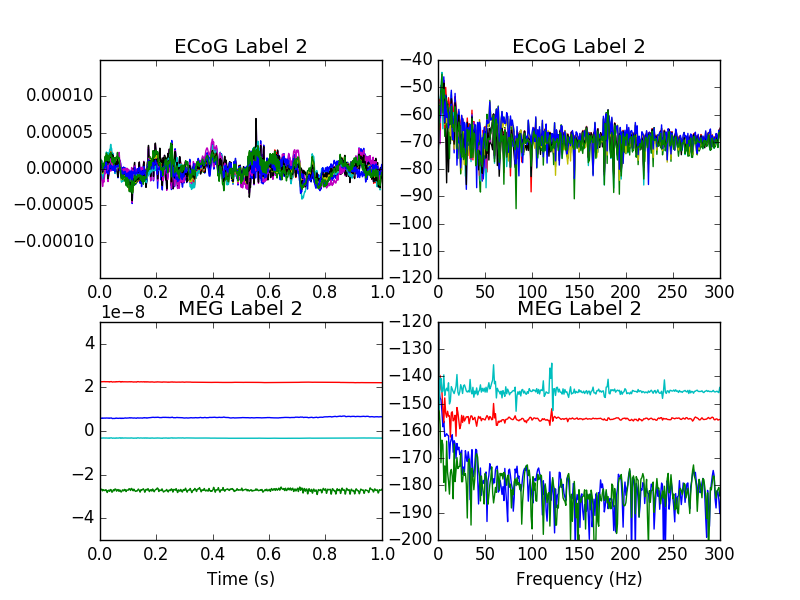 ECoG Label 2
0.00010
0.00005
0.00000
−0.00005
−0.00010
0.0 0.2 0.4 0.6 0.8 1.0
ECoG Label 2
−40
−50
−60
−70
−80
−90
−100
−110
−120
0 50 100 150 200 250 300
MEG Label 2
1e−8
4
2
0
−2
−4
0.0 0.2 0.4 0.6 0.8 1.0
Time (s)
MEG Label 2
−120
−130
−140
−150
−160
−170
−180
−190
−200
0 50 100 150 200 250 300
Frequency (Hz)